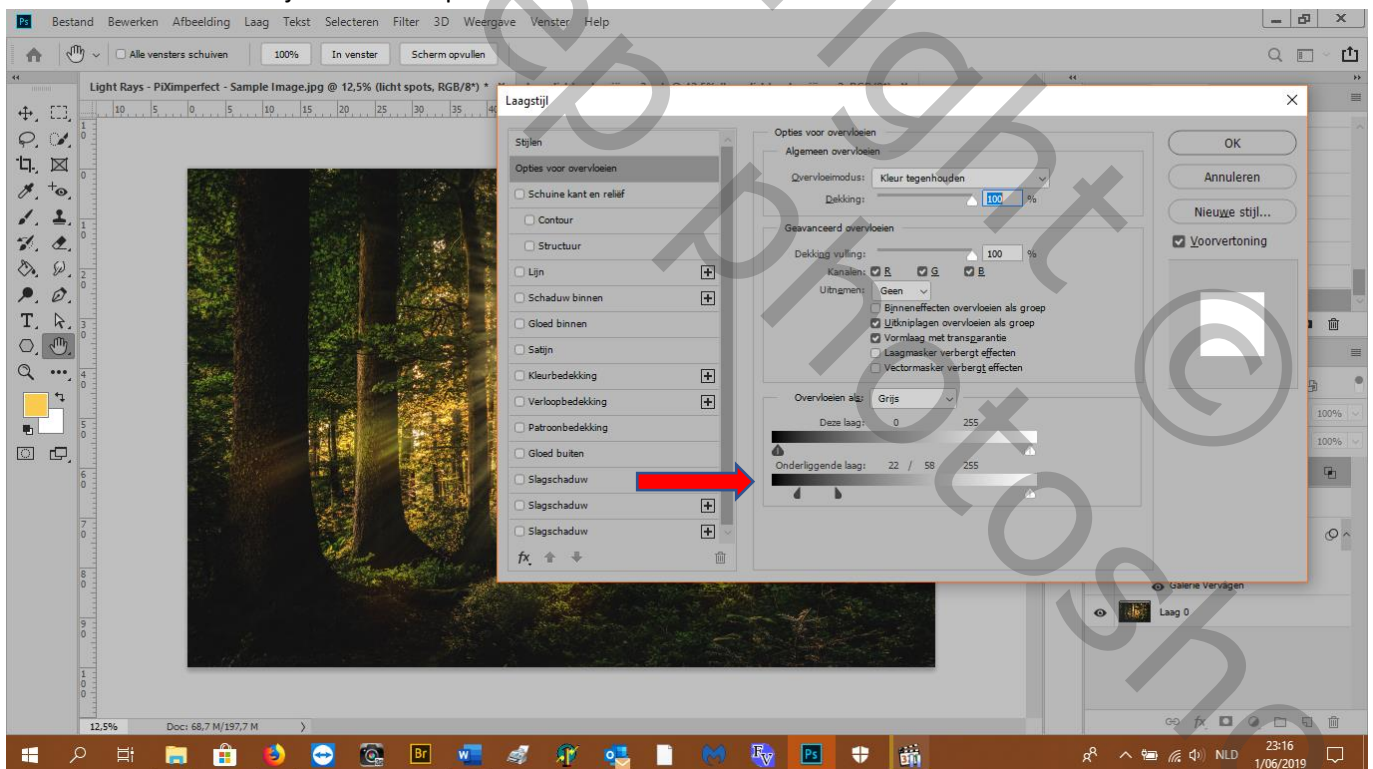 Ps Bestand Bewerken Afbeelding Laag Tekst Selecteren Filter 3D Weergave Venster Help
Alle vensters schuiven 100% In venster Scherm opvullen
Light Rays - PiXimperfect - Sample Image.jpg @ 12,5% (licht spots, RGB/8*) *
Laagstijl
Stijlen
Opties voor overvloeien
Schuine kant en reliëf
Contour
Structuur
Lijn
Schaduw binnen
Gloed binnen
Satijn
Kleurbedekking
Verloopbedekking
Patroonbedekking
Gloed buiten
Slagschaduw
Slagschaduw
Slagschaduw
fx
Opties voor overvloeien
Algemeen overvloeien
Overvloeimodus: Kleur tegenhouden
Dekking: 100 %
Geavanceerd overvloeien
Dekking vulling: 100 %
Kanalen: R G B
Uitnemen: Geen
Binneneffecten overvloeien als groep
Uitkniplagen overvloeien als groep
Vormlaag met transparantie
Laagmasker verbergt effecten
Vectormasker verbergt effecten
Overvloeien als: Grijs
Deze laag: 0 255
Onderliggende laag: 22 / 58 255
OK
Annuleren
Nieuwe stijl...
Voorvertoning
100%
100%
Galerie Vervagen
Laag 0
12,5% Doc: 68,7 M/197,7 M
Br Ps NLD 23:16
1/06/2019